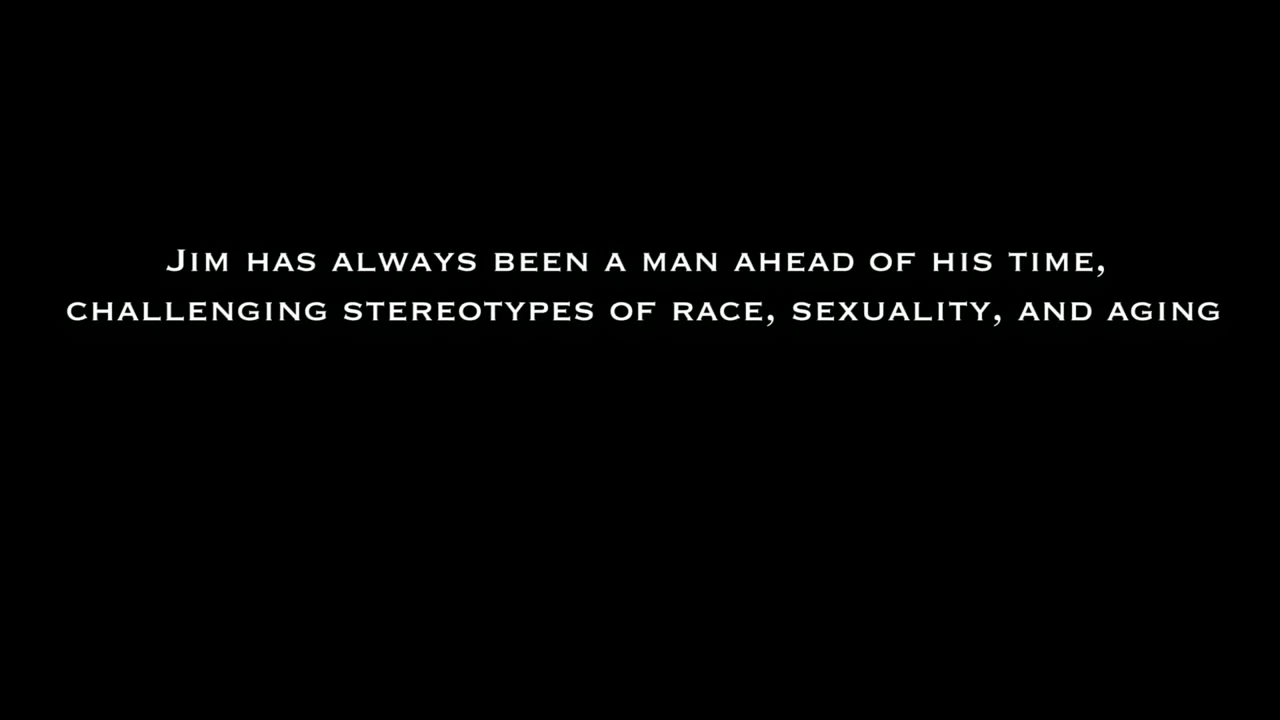 Jim has always been a man ahead of his time,
challenging stereotypes of race, sexuality, and aging